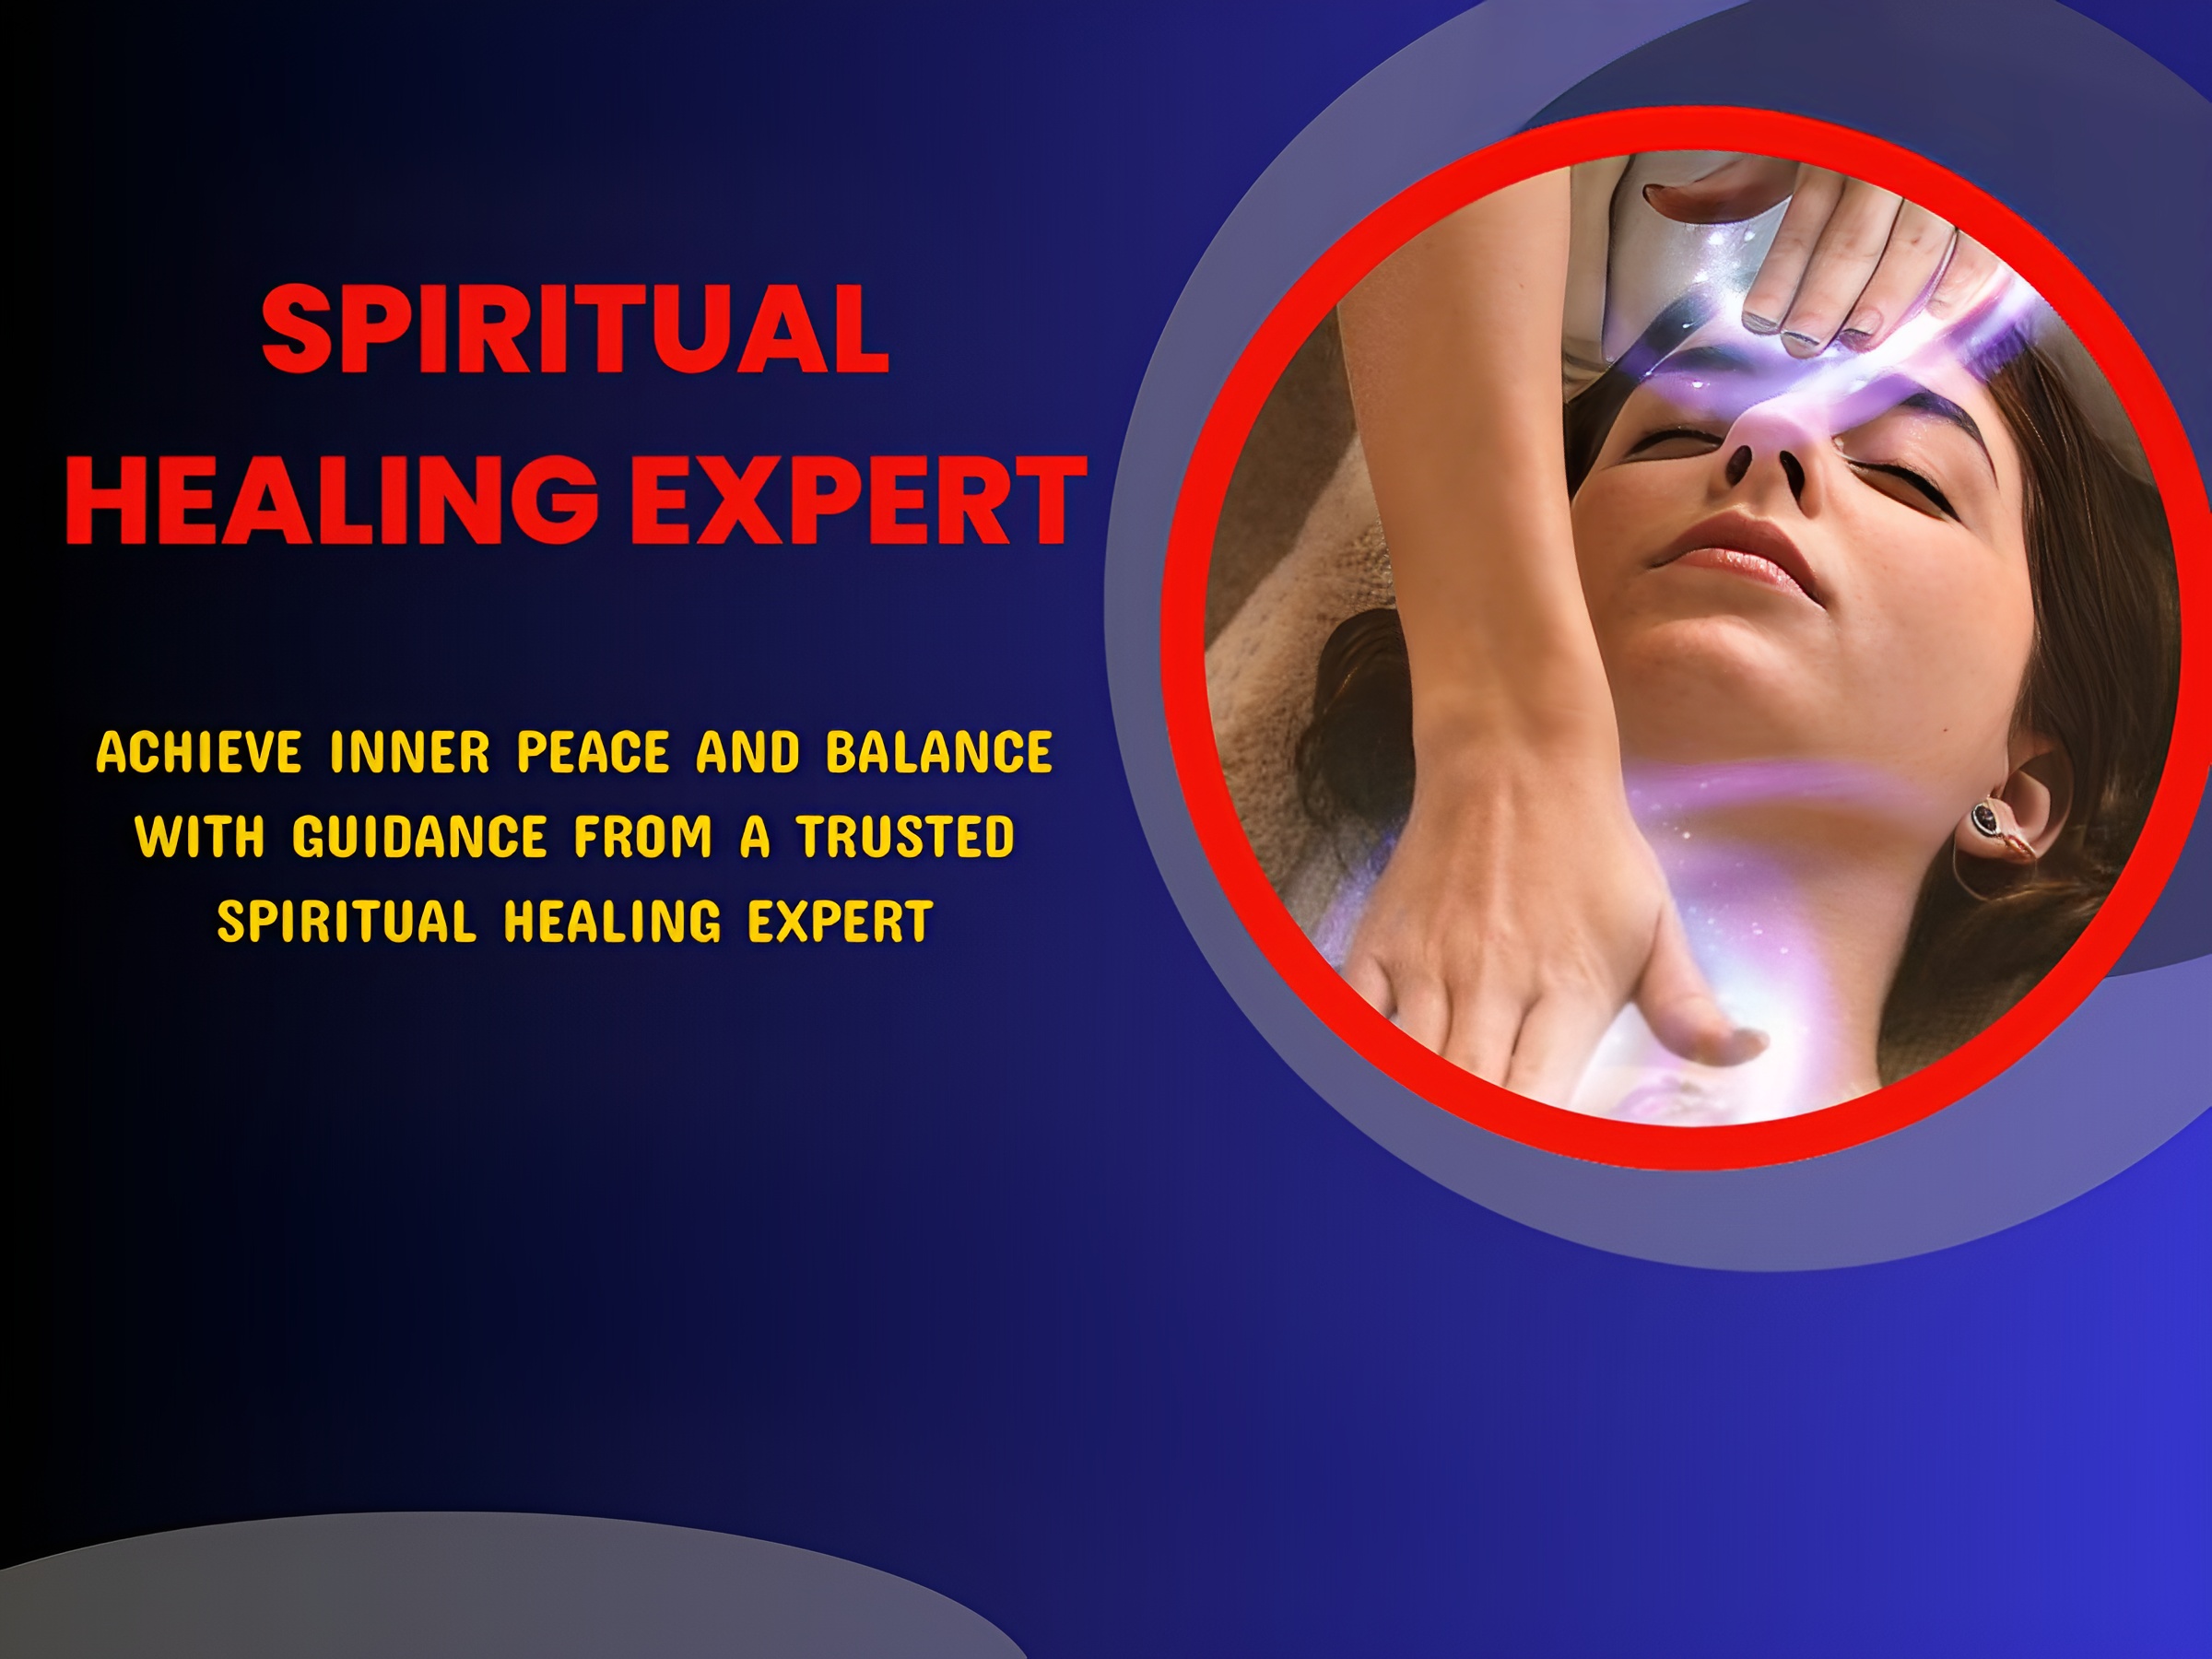 SPIRITUAL
HEALING EXPERT
ACHIEVE INNER PEACE AND BALANCE
WITH GUIDANCE FROM A TRUSTED
SPIRITUAL HEALING EXPERT